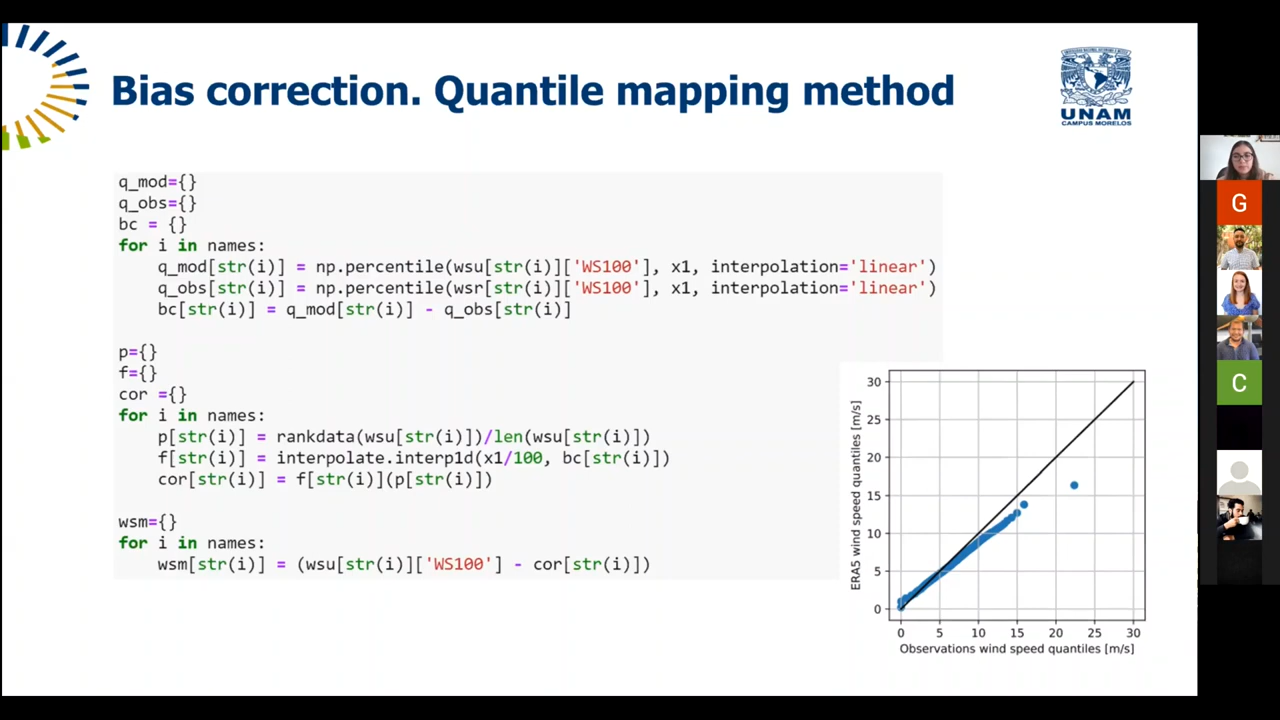 Bias correction. Quantile mapping method
UNAM
CAMPUS MORELOS
q_mod={}
q_obs={}
bc = {}
for i in names:
    q_mod[str(i)] = np.percentile(wsu[str(i)]['WS100'], x1, interpolation='linear')
    q_obs[str(i)] = np.percentile(wsr[str(i)]['WS100'], x1, interpolation='linear')
    bc[str(i)] = q_mod[str(i)] - q_obs[str(i)]
p={}
f={}
cor ={}
for i in names:
    p[str(i)] = rankdata(wsu[str(i)])/len(wsu[str(i)])
    f[str(i)] = interpolate.interp1d(x1/100, bc[str(i)])
    cor[str(i)] = f[str(i)](p[str(i)])
wsm={}
for i in names:
    wsm[str(i)] = (wsu[str(i)]['WS100'] - cor[str(i)])
ERA5 wind speed quantiles [m/s]
30
25
20
15
10
5
0
0 5 10 15 20 25 30
Observations wind speed quantiles [m/s]
G
C